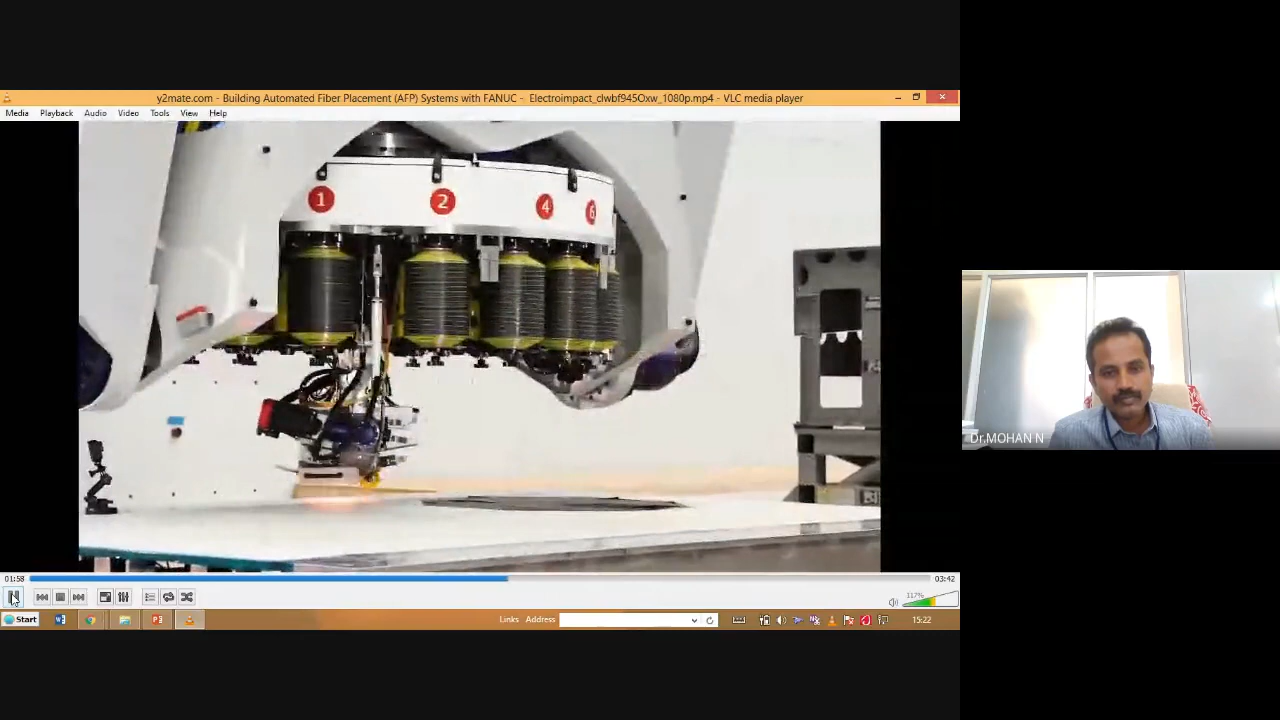 y2mate.com - Building Automated Fiber Placement (AFP) Systems with FANUC - Electroimpact_clwbf945Oxw_1080p.mp4 - VLC media player
Media Playback Audio Video Tools View Help
1
2
4
6
Dr.MOHAN N
01:58
03:42
117%
Start
Links Address
15:22